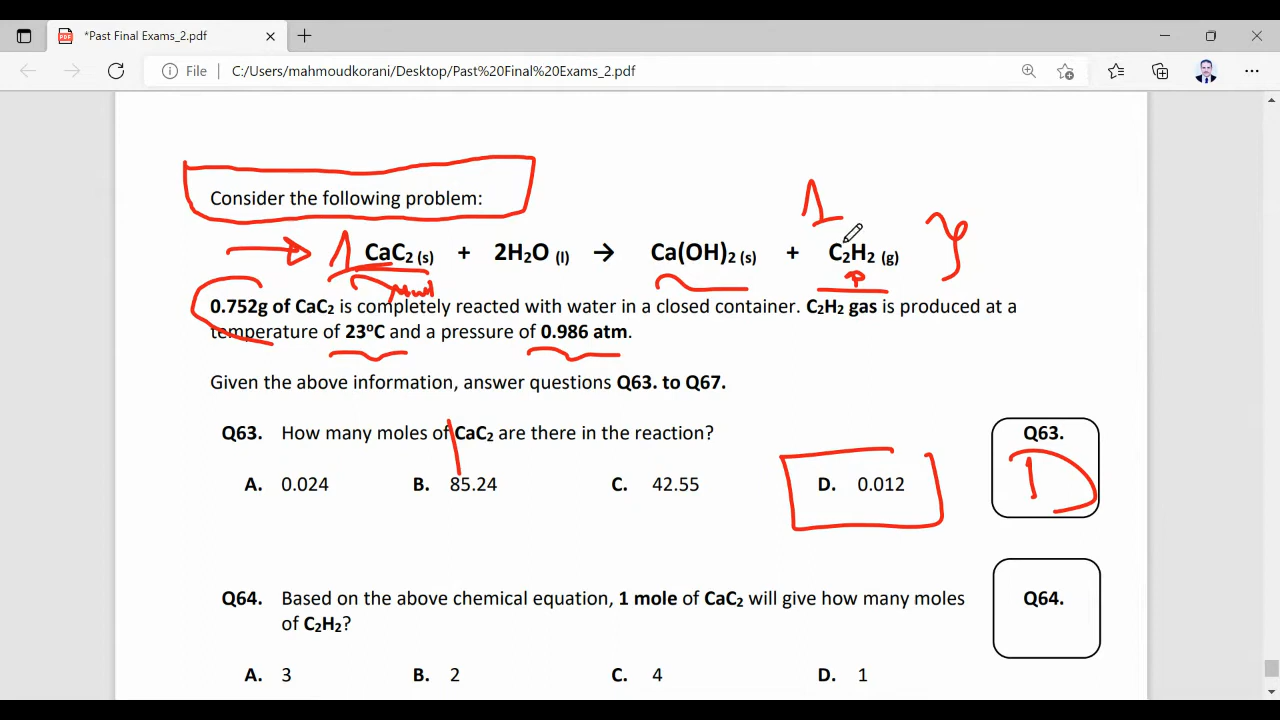 *Past Final Exams_2.pdf
File C:/Users/mahmoudkorani/Desktop/Past%20Final%20Exams_2.pdf
Consider the following problem:
1
1 CaC₂ (s) + 2H₂O (l) → Ca(OH)₂ (s) + C₂H₂ (g)
0.752g of CaC₂ is completely reacted with water in a closed container. C₂H₂ gas is produced at a
temperature of 23ºC and a pressure of 0.986 atm.
Given the above information, answer questions Q63. to Q67.
Q63. How many moles of CaC₂ are there in the reaction?
A. 0.024 B. 85.24 C. 42.55 D. 0.012
Q63.
D
Q64. Based on the above chemical equation, 1 mole of CaC₂ will give how many moles
of C₂H₂?
A. 3 B. 2 C. 4 D. 1
Q64.